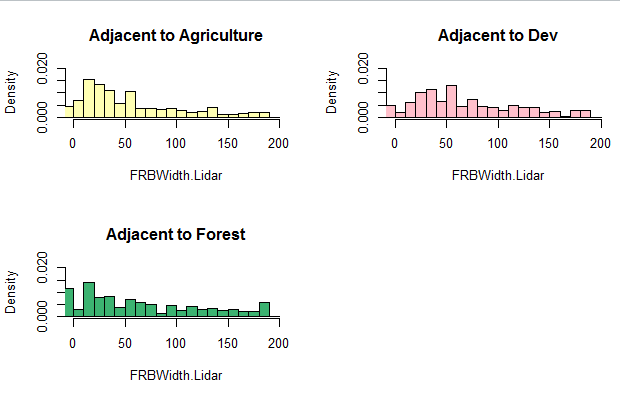 Adjacent to Agriculture
Density
0.000 0.020
0 50 100 150 200
FRBWidth.Lidar
Adjacent to Dev
Density
0.000 0.020
0 50 100 150 200
FRBWidth.Lidar
Adjacent to Forest
Density
0.000 0.020
0 50 100 150 200
FRBWidth.Lidar